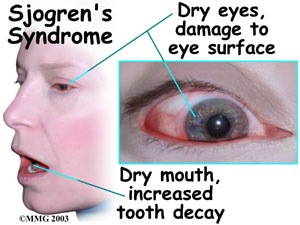 Sjogren's
Syndrome
Dry eyes,
damage to
eye surface
Dry mouth,
increased
tooth decay
©MMG 2003